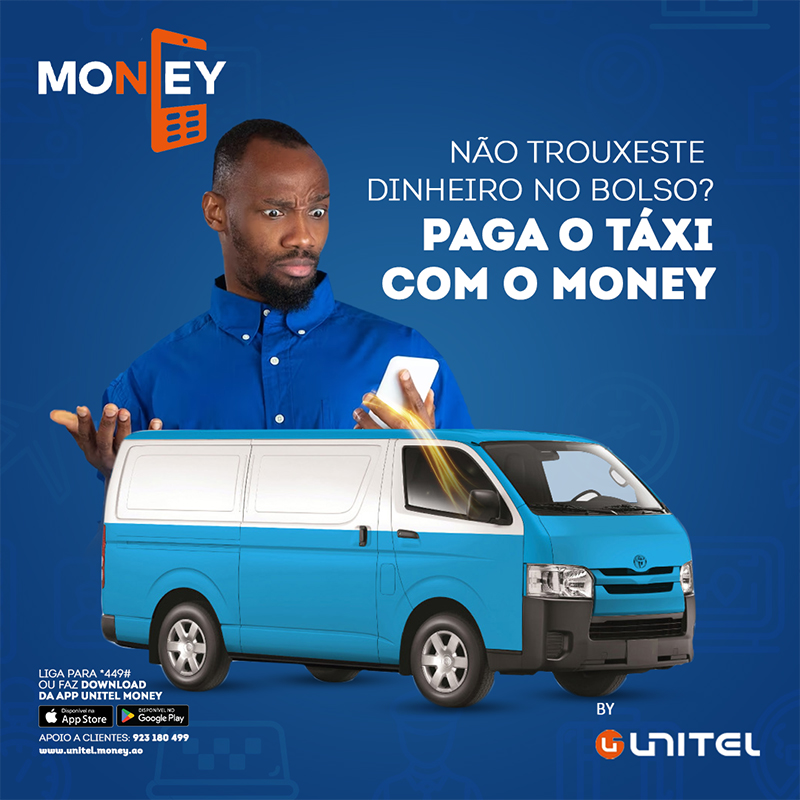 MONEY
NÃO TROUXESTE
DINHEIRO NO BOLSO?
PAGA O TÁXI
COM O MONEY
LIGA PARA *449#
OU FAZ DOWNLOAD
DA APP UNITEL MONEY
Disponível na
App Store
DISPONÍVEL NO
Google Play
APOIO A CLIENTES: 923 180 499
www.unitel.money.ao
BY
UNITEL